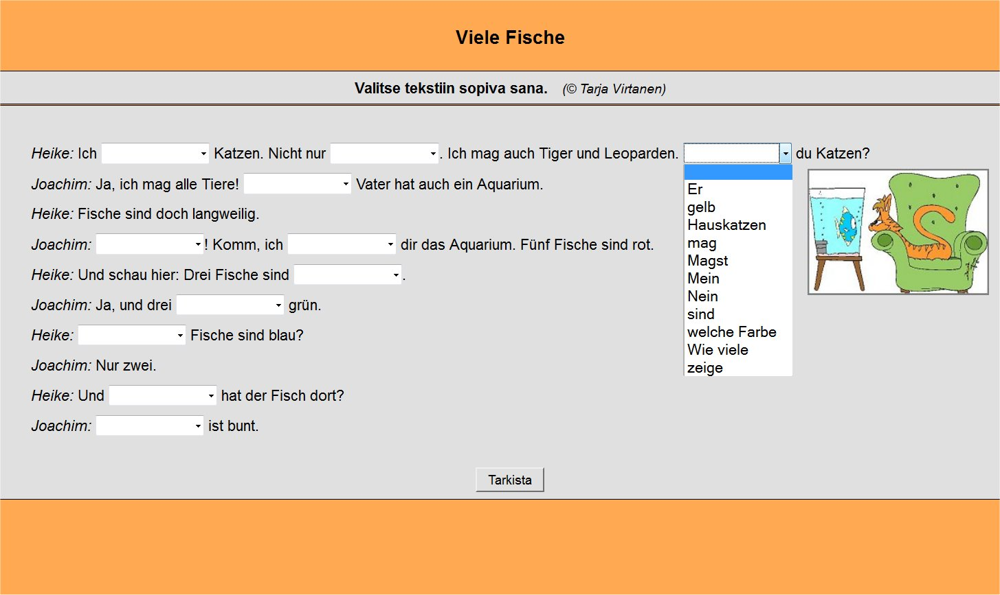 Viele Fische
Valitse tekstiin sopiva sana. (© Tarja Virtanen)
Heike: Ich Katzen. Nicht nur . Ich mag auch Tiger und Leoparden. du Katzen?
Joachim: Ja, ich mag alle Tiere! Vater hat auch ein Aquarium.
Heike: Fische sind doch langweilig.
Joachim: ! Komm, ich dir das Aquarium. Fünf Fische sind rot.
Heike: Und schau hier: Drei Fische sind .
Joachim: Ja, und drei grün.
Heike: Fische sind blau?
Joachim: Nur zwei.
Heike: Und hat der Fisch dort?
Joachim: ist bunt.
Er
gelb
Hauskatzen
mag
Magst
Mein
Nein
sind
welche Farbe
Wie viele
zeige
Tarkista